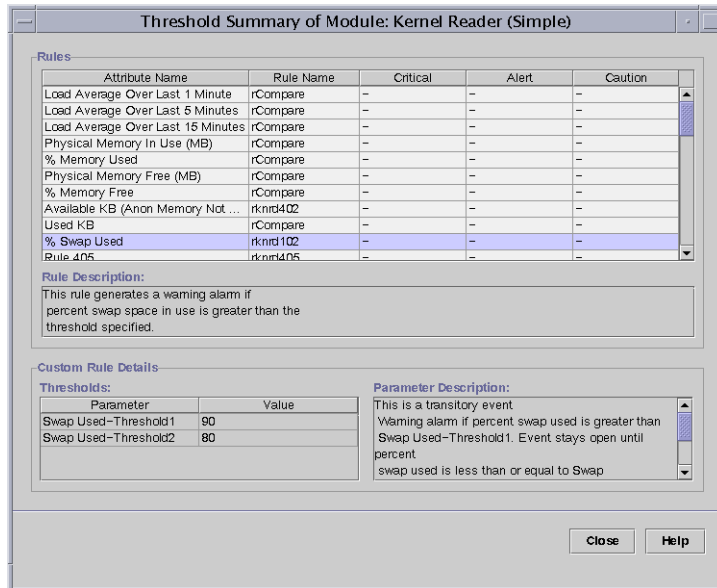 Threshold Summary of Module: Kernel Reader (Simple)
Rules
Attribute Name Rule Name Critical Alert Caution
Load Average Over Last 1 Minute rCompare – – –
Load Average Over Last 5 Minutes rCompare – – –
Load Average Over Last 15 Minutes rCompare – – –
Physical Memory In Use (MB) rCompare – – –
% Memory Used rCompare – – –
Physical Memory Free (MB) rCompare – – –
% Memory Free rCompare – – –
Available KB (Anon Memory Not ... rknrd402 – – –
Used KB rCompare – – –
% Swap Used rknrd102 – – –
Rule 405 rknrd405 – – –
Rule Description:
This rule generates a warning alarm if
percent swap space in use is greater than the
threshold specified.
Custom Rule Details
Thresholds:
Parameter Value
Swap Used–Threshold1 90
Swap Used–Threshold2 80
Parameter Description:
This is a transitory event
Warning alarm if percent swap used is greater than
Swap Used–Threshold1. Event stays open until
percent
swap used is less than or equal to Swap
Close Help